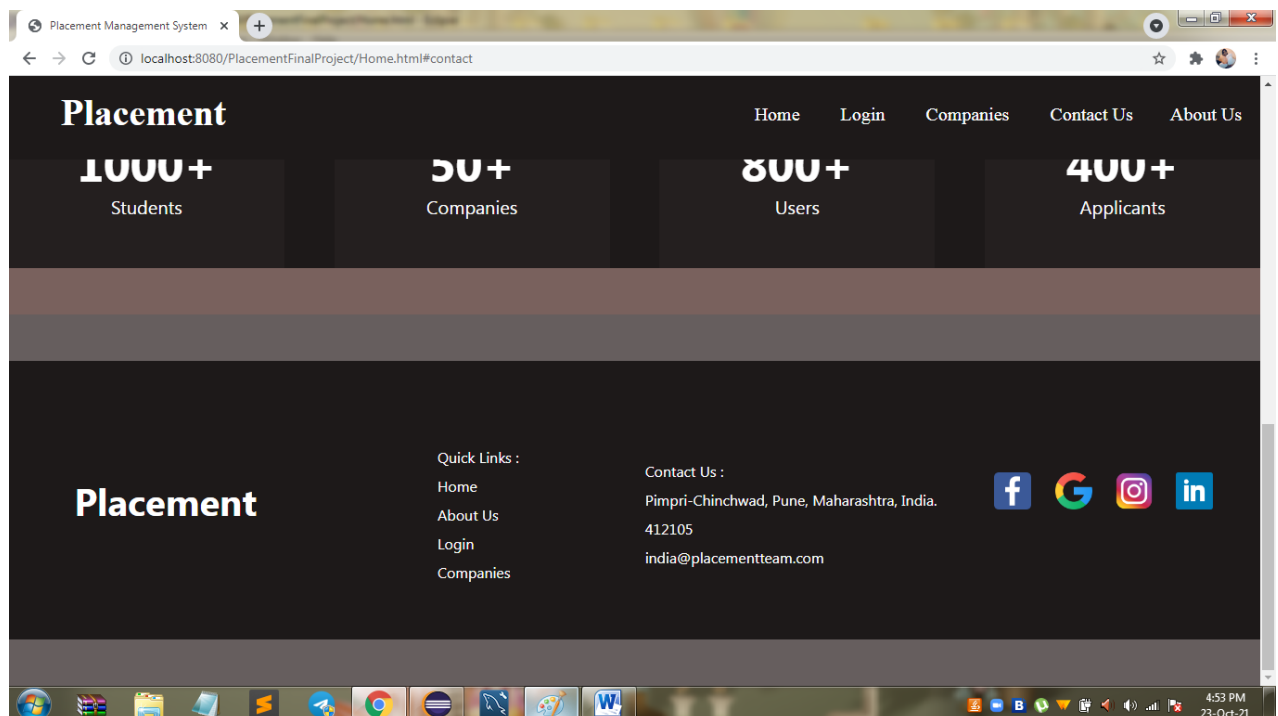 Placement Management System
localhost:8080/PlacementFinalProject/Home.html#contact
Placement
Home Login Companies Contact Us About Us
1000+ 50+ 800+ 400+
Students Companies Users Applicants
Placement
Quick Links :
Home
About Us
Login
Companies
Contact Us :
Pimpri-Chinchwad, Pune, Maharashtra, India.
412105
india@placementteam.com
4:53 PM
23-Oct-21